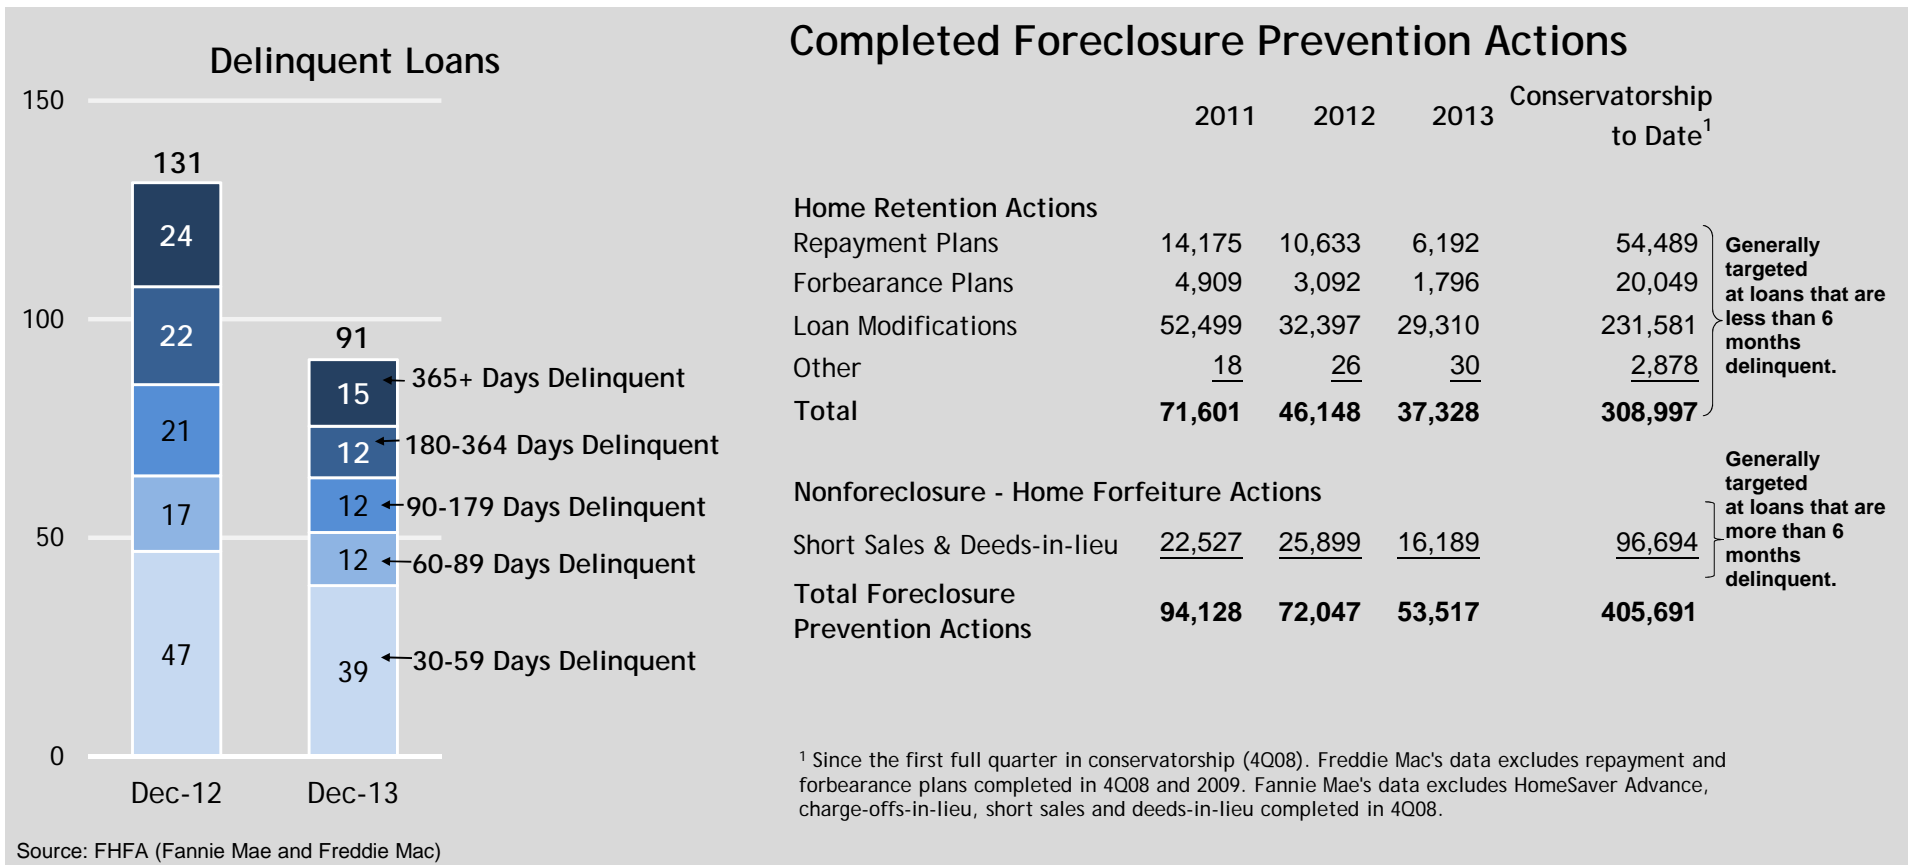 Delinquent Loans
150
100
50
0
131
24
22
21
17
47
91
15
12
12
12
39
365+ Days Delinquent
180-364 Days Delinquent
90-179 Days Delinquent
60-89 Days Delinquent
30-59 Days Delinquent
Dec-12 Dec-13
Source: FHFA (Fannie Mae and Freddie Mac)
Completed Foreclosure Prevention Actions
2011 2012 2013 Conservatorship
to Date1
Home Retention Actions
Repayment Plans 14,175 10,633 6,192 54,489
Forbearance Plans 4,909 3,092 1,796 20,049
Loan Modifications 52,499 32,397 29,310 231,581
Other 18 26 30 2,878
Total 71,601 46,148 37,328 308,997
Generally
targeted
at loans that are
less than 6
months
delinquent.
Nonforeclosure - Home Forfeiture Actions
Short Sales & Deeds-in-lieu 22,527 25,899 16,189 96,694
Total Foreclosure
Prevention Actions 94,128 72,047 53,517 405,691
Generally
targeted
at loans that are
more than 6
months
delinquent.
1 Since the first full quarter in conservatorship (4Q08). Freddie Mac's data excludes repayment and
forbearance plans completed in 4Q08 and 2009. Fannie Mae's data excludes HomeSaver Advance,
charge-offs-in-lieu, short sales and deeds-in-lieu completed in 4Q08.